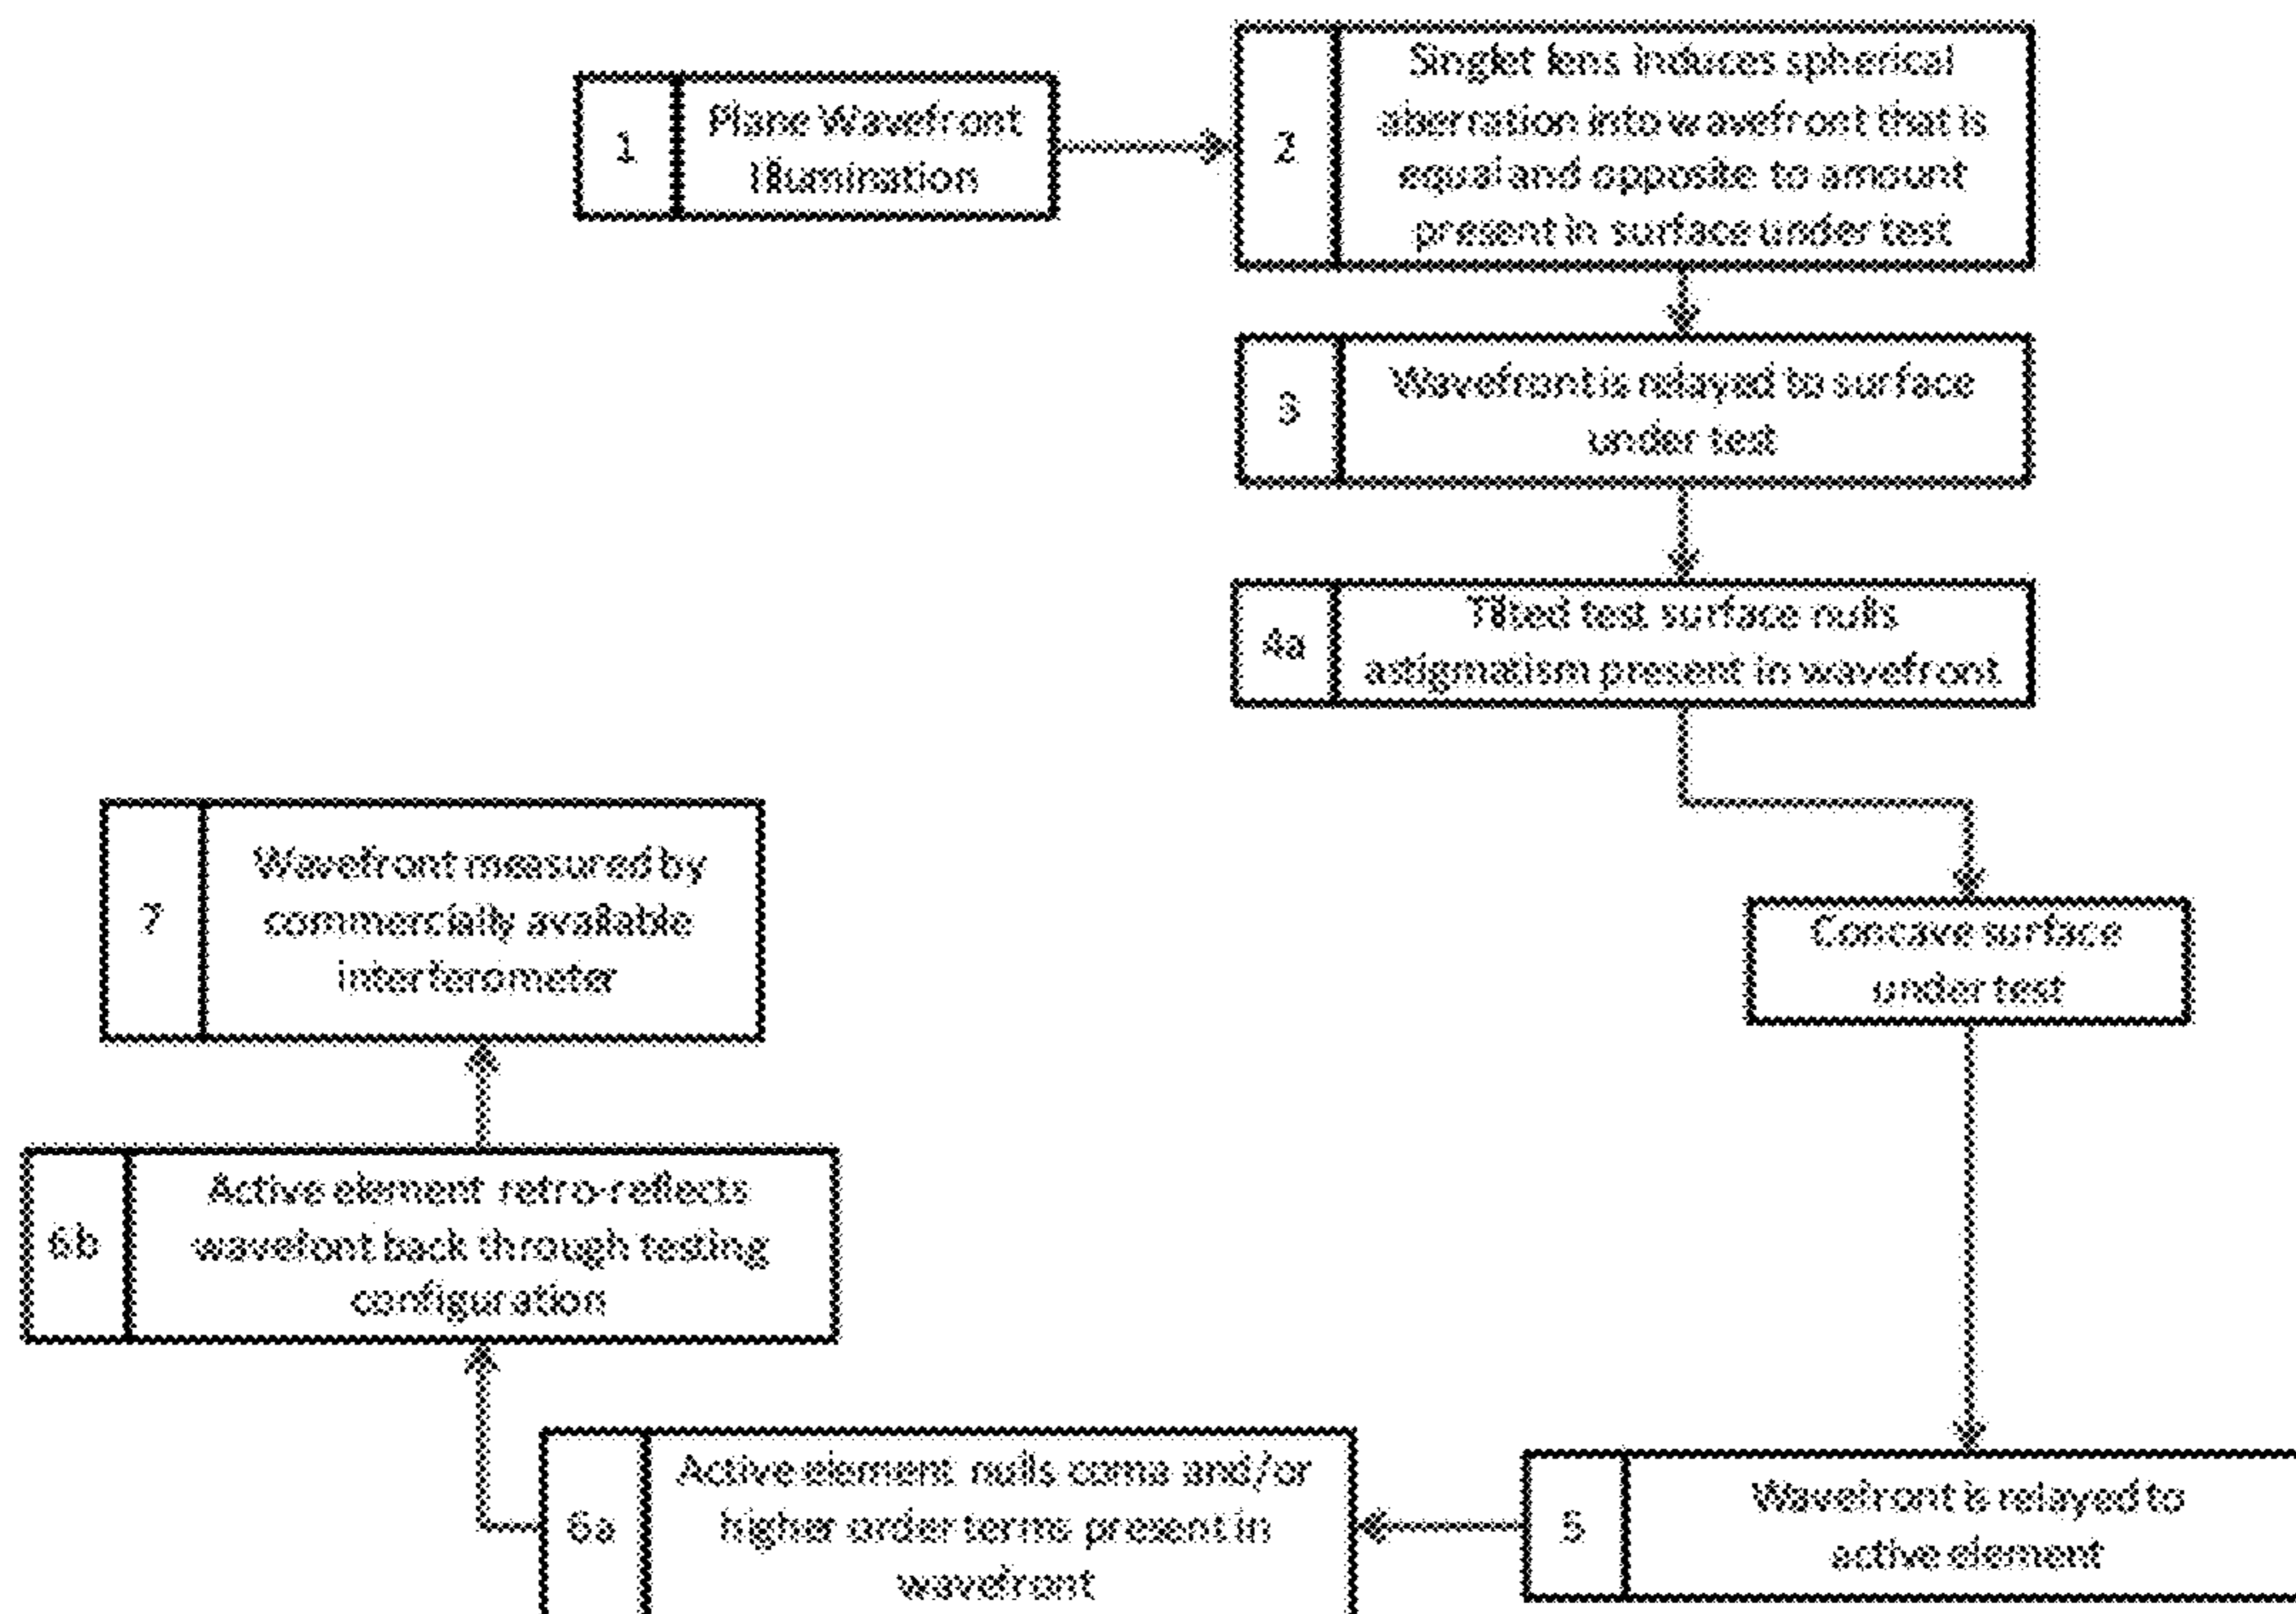 1
Plane Wavefront
Illumination
2
Singlet lens induces spherical
aberration into wavefront that is
equal and opposite to amount
present in surface under test
3
Wavefront is relayed to surface
under test
4a
Tilted test surface nulls
astigmatism present in wavefront
Concave surface
under test
5
Wavefront is relayed to
active element
6a
Active element nulls coma and/or
higher order terms present in
wavefront
6b
Active element retro-reflects
wavefont back through testing
configuration
7
Wavefront measured by
commercially available
interferometer